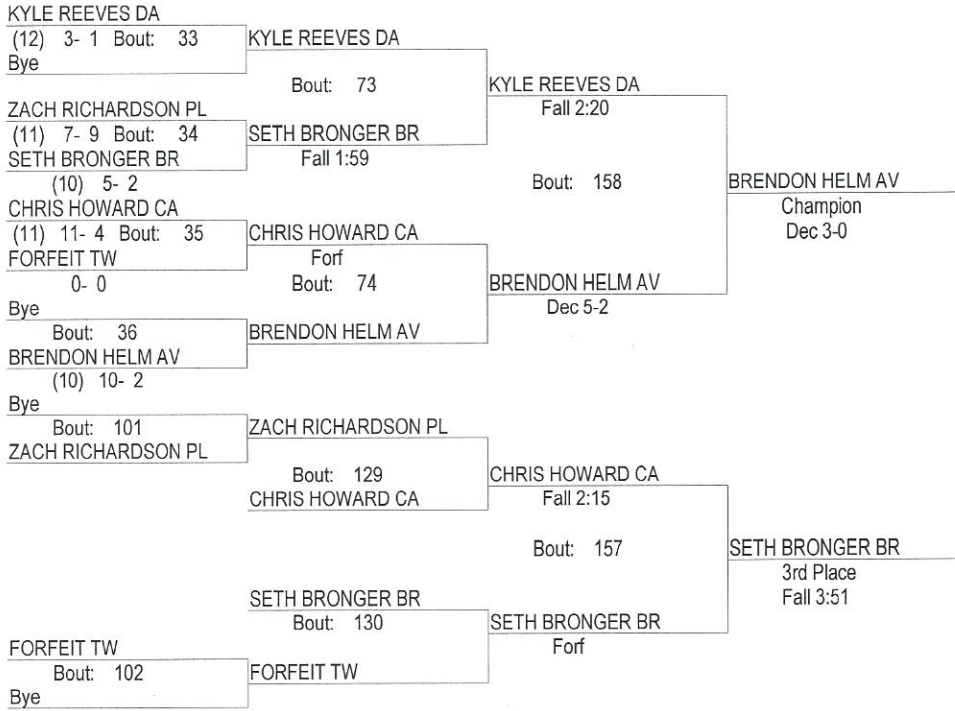 KYLE REEVES DA
(12) 3- 1 Bout: 33
Bye
KYLE REEVES DA
Bout: 73
ZACH RICHARDSON PL
(11) 7- 9 Bout: 34
SETH BRONGER BR
(10) 5- 2
SETH BRONGER BR
Fall 1:59
KYLE REEVES DA
Fall 2:20
Bout: 158
CHRIS HOWARD CA
(11) 11- 4 Bout: 35
FORFEIT TW
0- 0
CHRIS HOWARD CA
Forf
Bout: 74
Bye
Bout: 36
BRENDON HELM AV
(10) 10- 2
BRENDON HELM AV
BRENDON HELM AV
Dec 5-2
BRENDON HELM AV
Champion
Dec 3-0
Bye
Bout: 101
ZACH RICHARDSON PL
ZACH RICHARDSON PL
Bout: 129
CHRIS HOWARD CA
CHRIS HOWARD CA
Fall 2:15
Bout: 157
SETH BRONGER BR
3rd Place
Fall 3:51
SETH BRONGER BR
Bout: 130
SETH BRONGER BR
Forf
FORFEIT TW
Bout: 102
Bye
FORFEIT TW